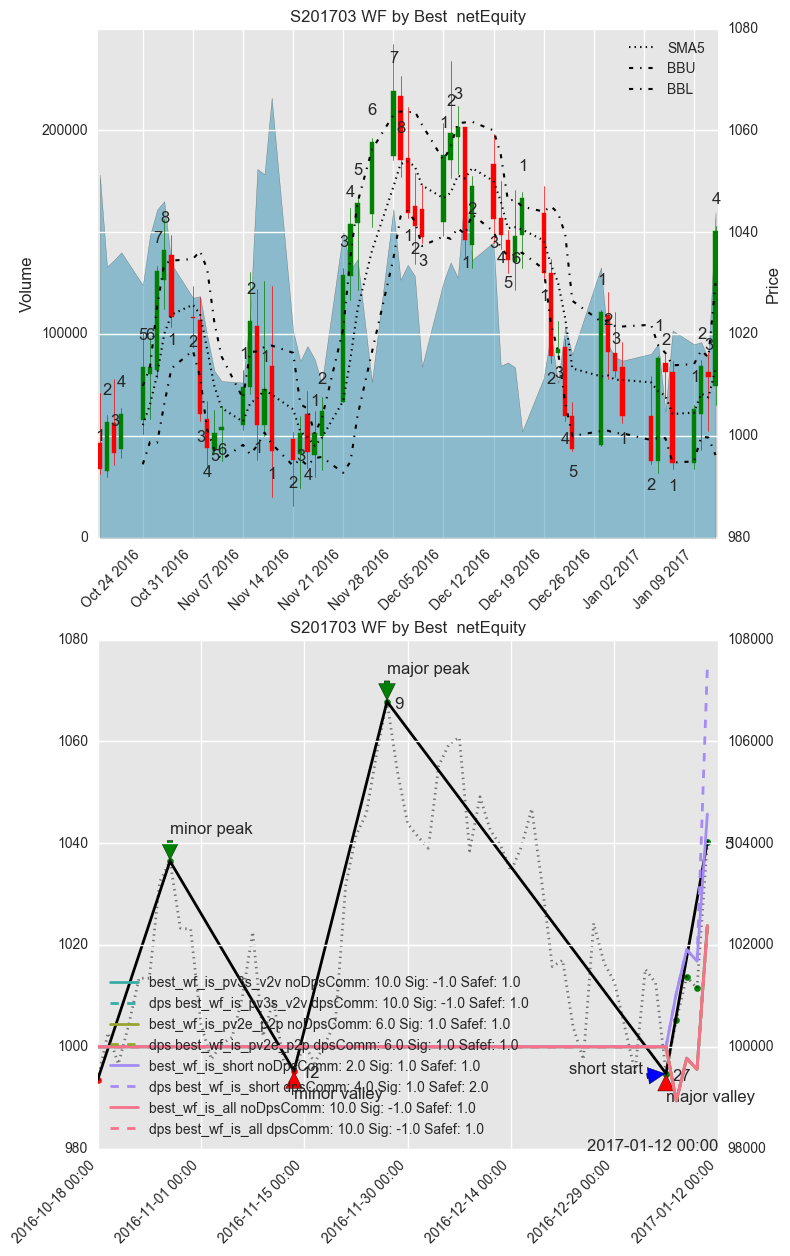 S201703 WF by Best netEquity
1080
1060
1040
1020
1000
980
200000
100000
0
Volume
Price
SMA5
BBU
BBL
Oct 24 2016
Oct 31 2016
Nov 07 2016
Nov 14 2016
Nov 21 2016
Nov 28 2016
Dec 05 2016
Dec 12 2016
Dec 19 2016
Dec 26 2016
Jan 02 2017
Jan 09 2017
S201703 WF by Best netEquity
1080
1060
1040
1020
1000
980
108000
106000
104000
102000
100000
98000
major peak
9
minor peak
5
best_wf_is_pv3s_v2v noDpsComm: 10.0 Sig: -1.0 Safef: 1.0
dps best_wf_is_pv3s_v2v dpsComm: 10.0 Sig: -1.0 Safef: 1.0
best_wf_is_pv2e_p2p noDpsComm: 6.0 Sig: 1.0 Safef: 1.0
dps best_wf_is_pv2e_p2p dpsComm: 6.0 Sig: 1.0 Safef: 1.0
best_wf_is_short noDpsComm: 2.0 Sig: 1.0 Safef: 1.0
dps best_wf_is_short dpsComm: 4.0 Sig: 1.0 Safef: 2.0
best_wf_is_all noDpsComm: 10.0 Sig: -1.0 Safef: 1.0
dps best_wf_is_all dpsComm: 10.0 Sig: -1.0 Safef: 1.0
12
minor valley
short start
27
major valley
2017-01-12 00:00
2016-10-18 00:00
2016-11-01 00:00
2016-11-15 00:00
2016-11-30 00:00
2016-12-14 00:00
2016-12-29 00:00
2017-01-12 00:00